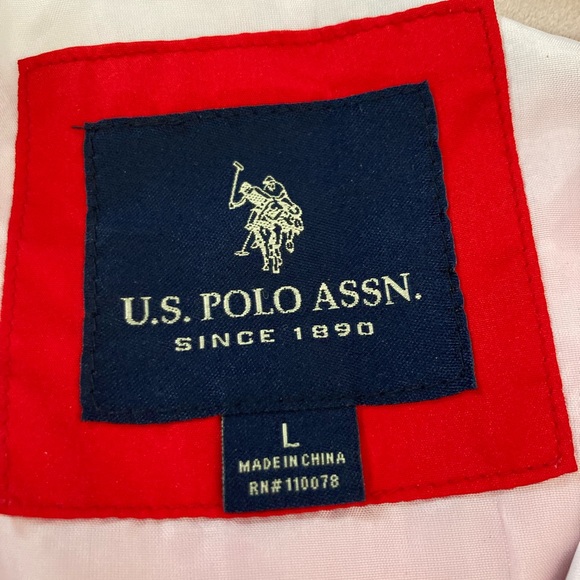 U.S. POLO ASSN.
SINCE 1890
L
MADE IN CHINA
RN#110078